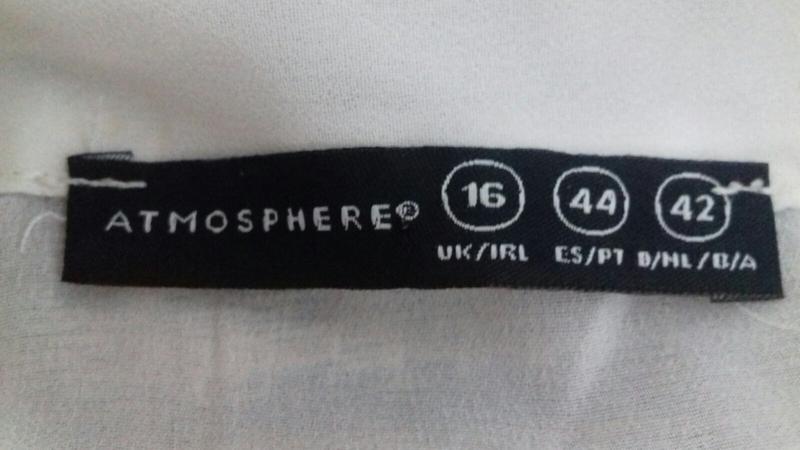 ATMOSPHERE® 16 44 42
UK/IRL ES/PT D/NL/B/A